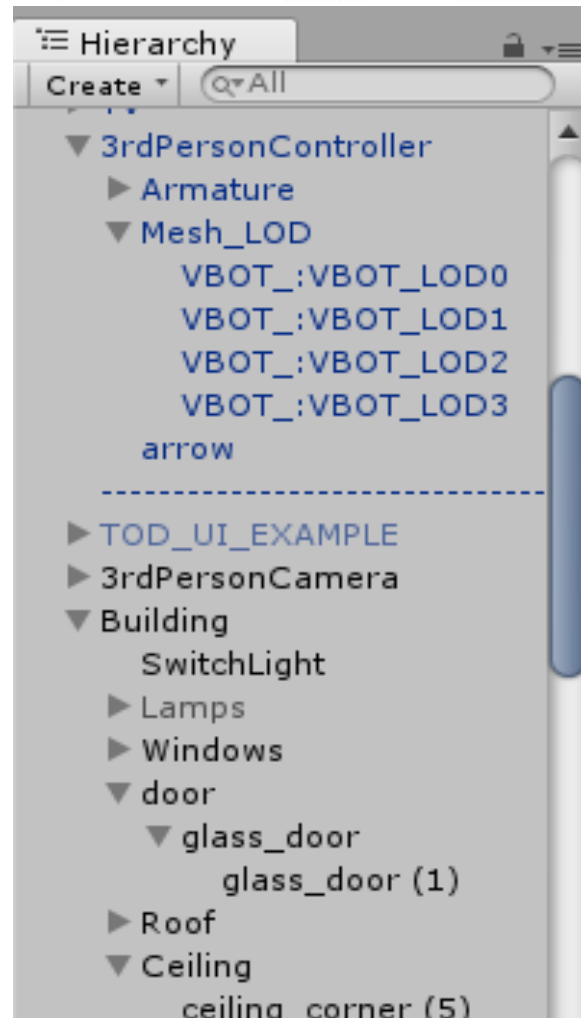 Hierarchy
Create All
3rdPersonController
Armature
Mesh_LOD
VBOT_:VBOT_LOD0
VBOT_:VBOT_LOD1
VBOT_:VBOT_LOD2
VBOT_:VBOT_LOD3
arrow
--------------------------------
TOD_UI_EXAMPLE
3rdPersonCamera
Building
SwitchLight
Lamps
Windows
door
glass_door
glass_door (1)
Roof
Ceiling
ceiling_corner (5)